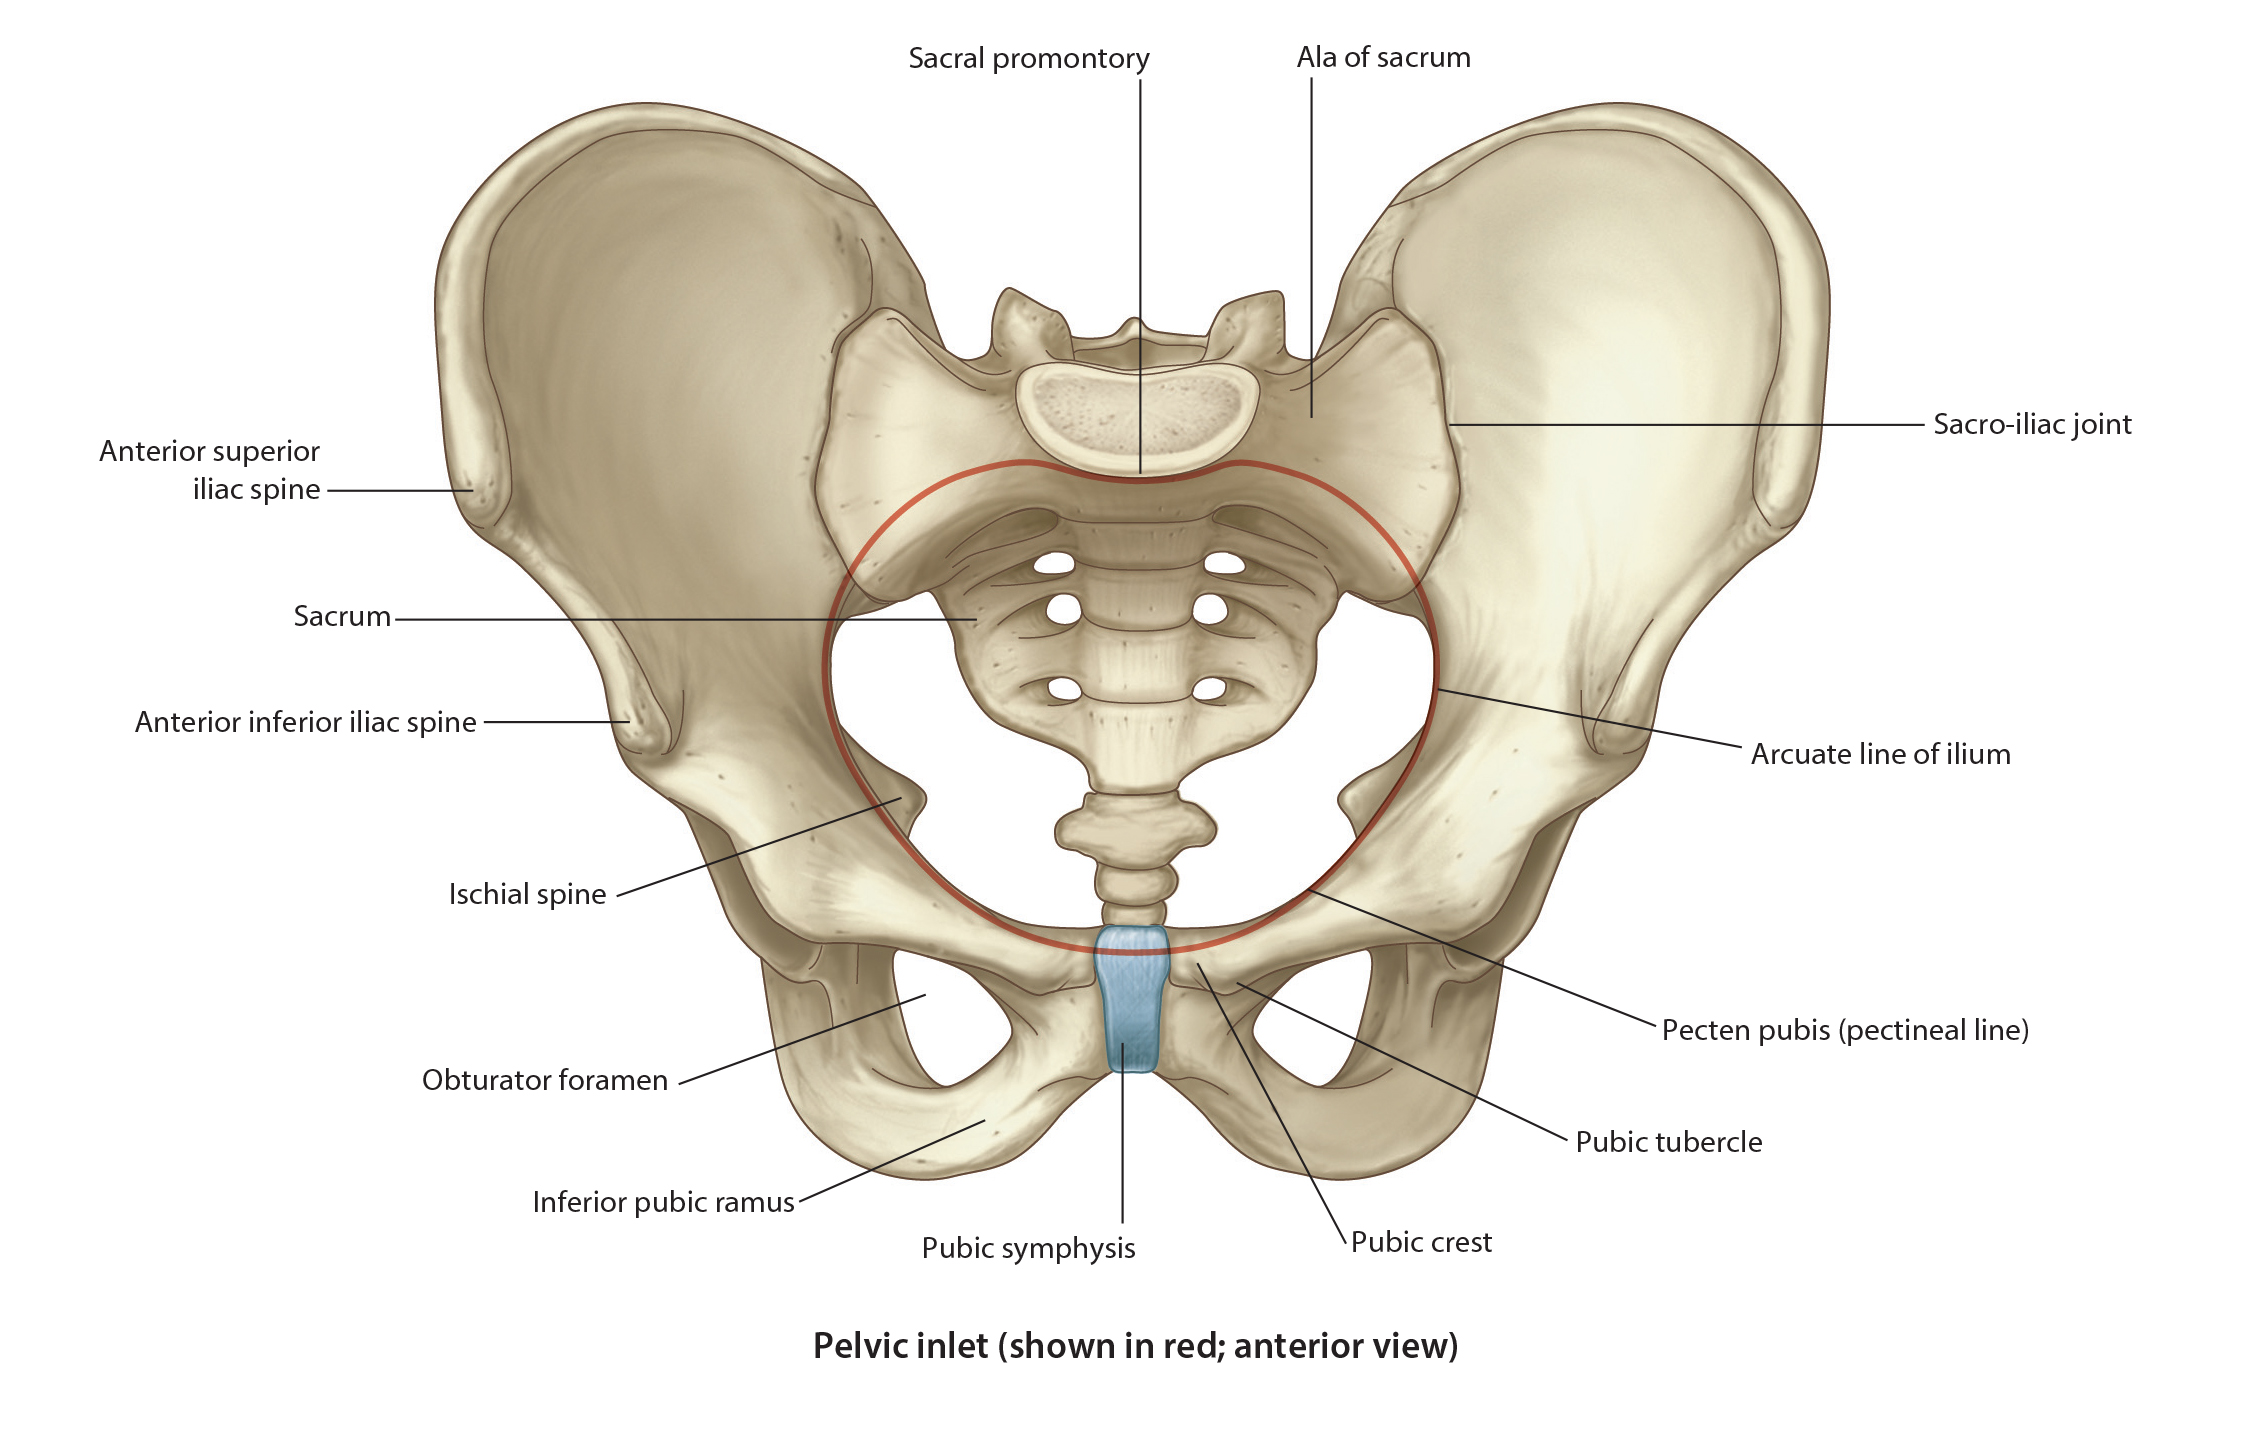 Sacral promontory
Ala of sacrum
Sacro-iliac joint
Anterior superior
iliac spine
Sacrum
Anterior inferior iliac spine
Arcuate line of ilium
Ischial spine
Pecten pubis (pectineal line)
Obturator foramen
Pubic tubercle
Inferior pubic ramus
Pubic symphysis
Pubic crest
Pelvic inlet (shown in red; anterior view)